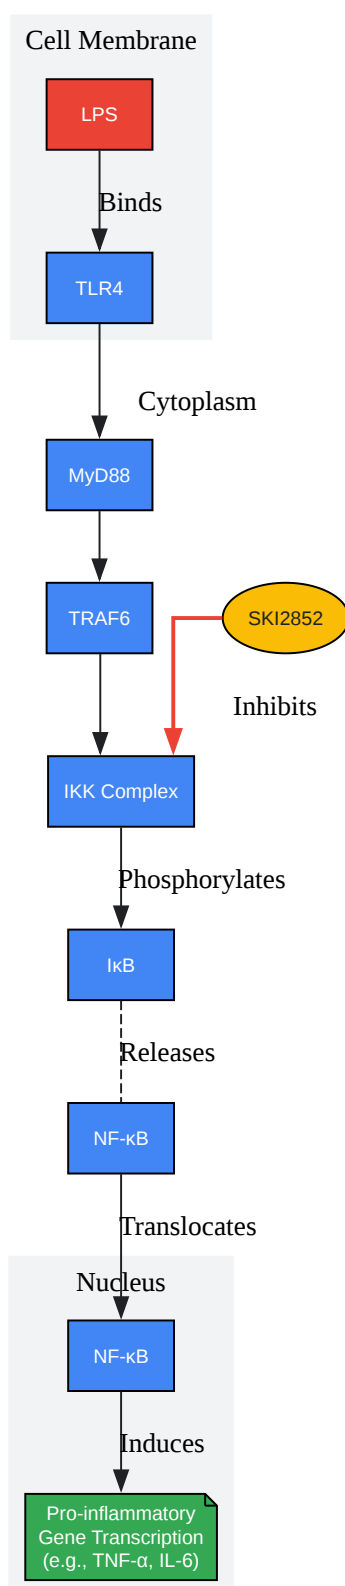 Cell Membrane
LPS
Binds
TLR4
Cytoplasm
MyD88
TRAF6
SKI2852
Inhibits
IKK Complex
Phosphorylates
IκB
Releases
NF-κB
Translocates
Nucleus
NF-κB
Induces
Pro-inflammatory
Gene Transcription
(e.g., TNF-α, IL-6)